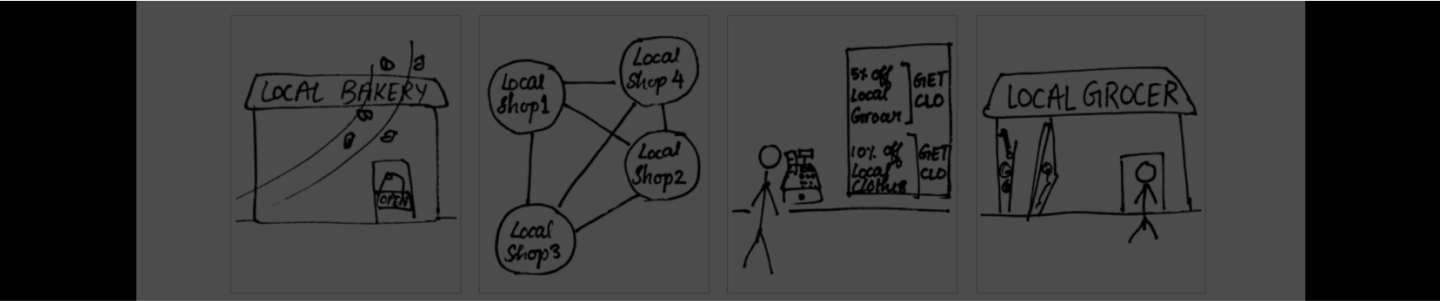 LOCAL BAKERY
OPEN
Local
Shop1
Local
Shop 4
Local
Shop2
Local
Shop3
5% off
Local
Grocer
GET
CLO
10% off
Local
Clothes
GET
CLO
LOCAL GROCER